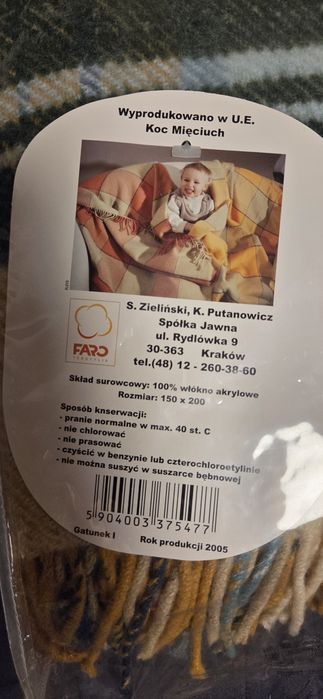 Wyprodukowano w U.E.
Koc Mięciuch
S. Zieliński, K. Putanowicz
Spółka Jawna
ul. Rydlówka 9
30-363 Kraków
tel.(48) 12 - 260-38-60
FARO
Skład surowcowy: 100% włókno akrylowe
Rozmiar: 150 x 200
Sposób knserwacji:
- pranie normalne w max. 40 st. C
- nie chlorować
- nie prasować
- czyścić w benzynie lub czterochloroetylinie
- nie można suszyć w suszarce bębnowej
5 904003 375477
Gatunek I Rok produkcji 2005